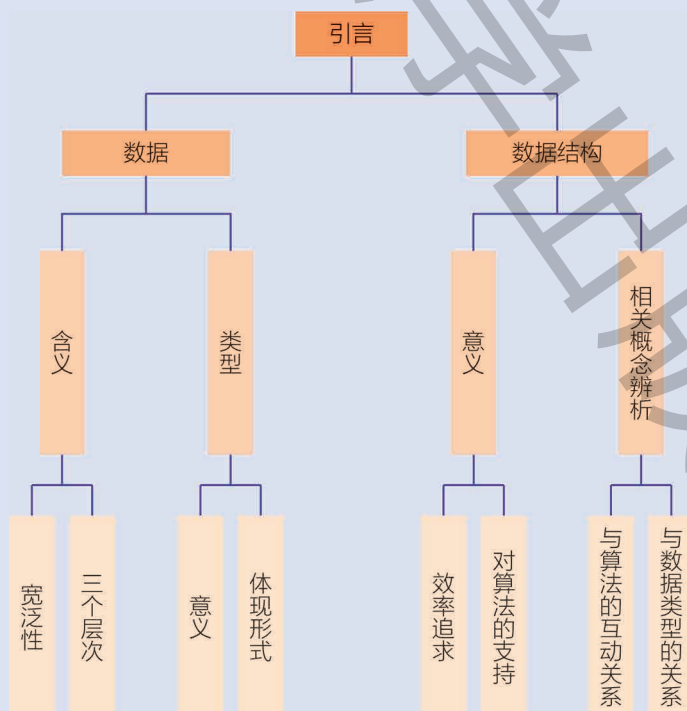 引言
数据
数据结构
含义
类型
意义
相关概念辨析
宽泛性
三个层次
意义
体现形式
效率追求
对算法的支持
与算法的互动关系
与数据类型的关系
学出版